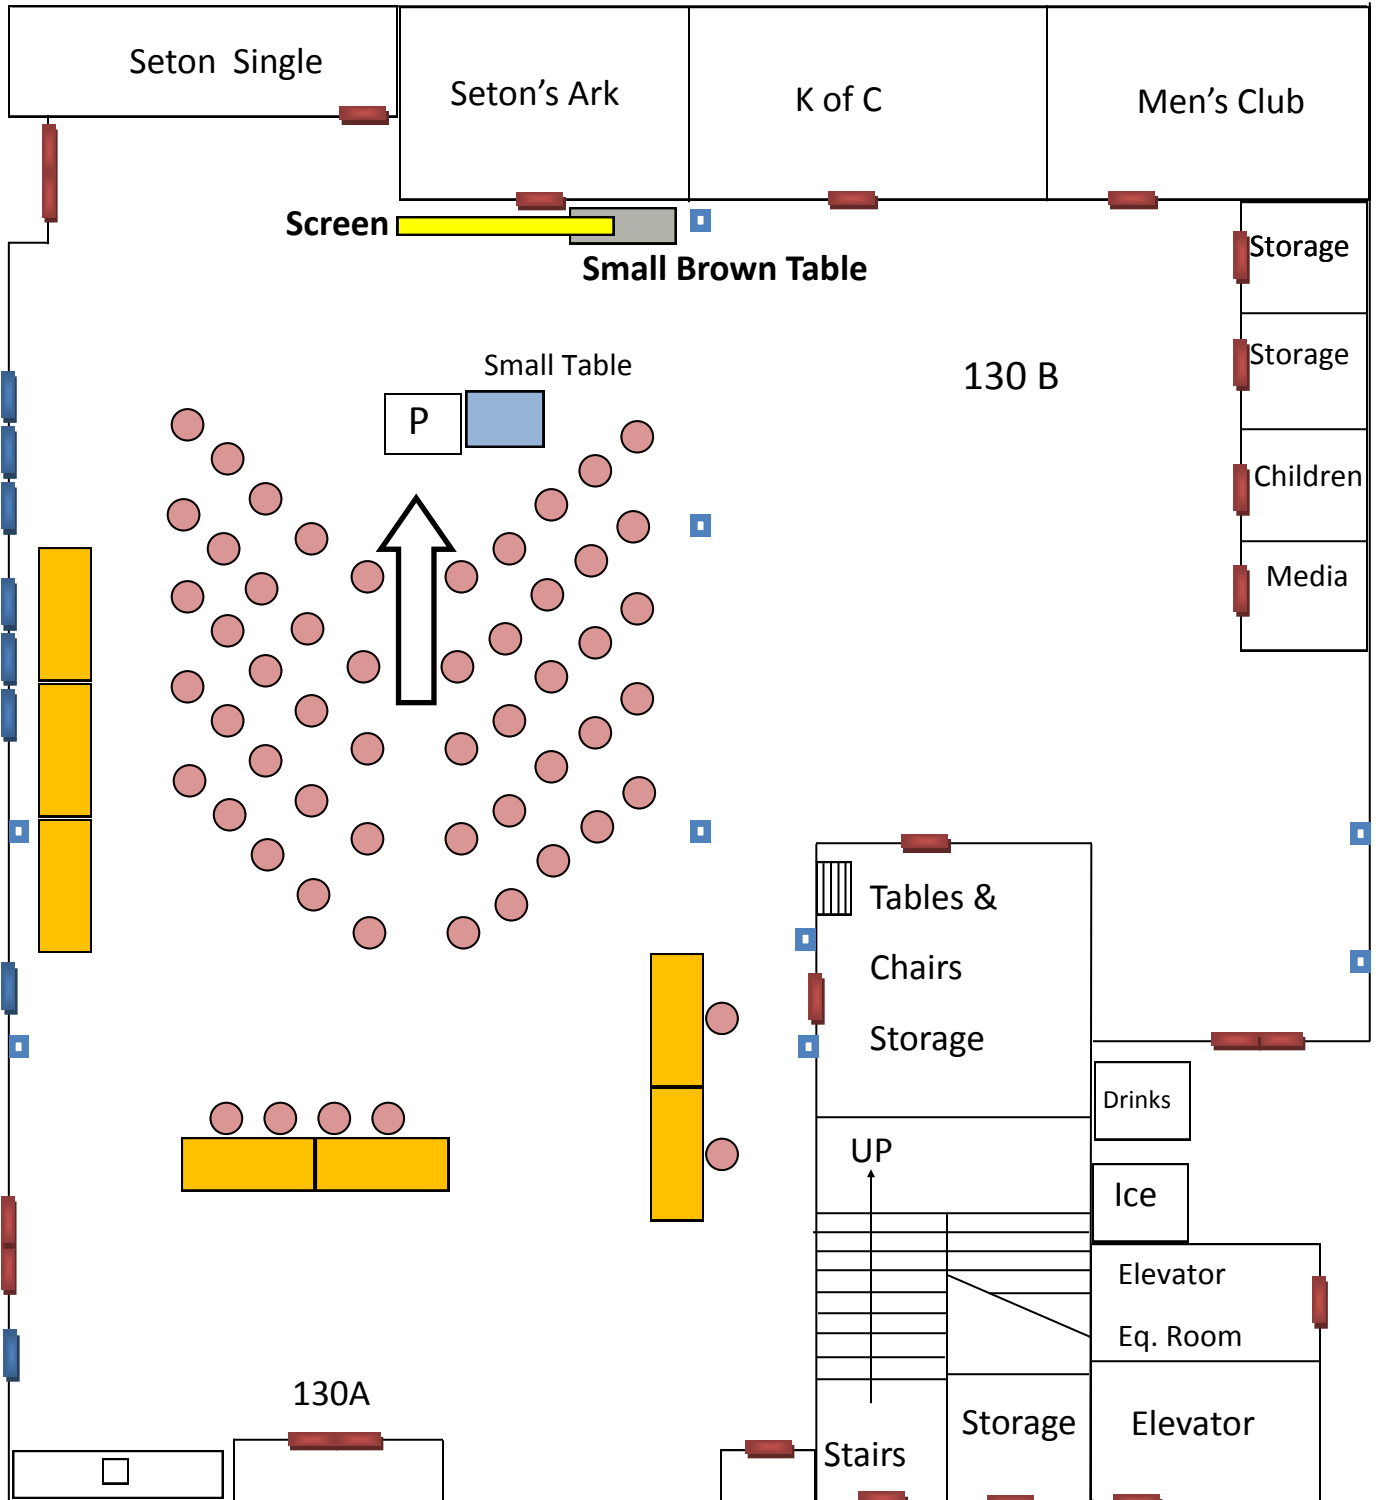 Seton  Single
Seton's Ark
K of C
Men's Club
Screen
Small Brown Table
Storage
Storage
Children
Media
130 B
Small Table
P
Tables &
Chairs
Storage
Drinks
UP
Ice
Elevator
Eq. Room
130A
Stairs
Storage
Elevator